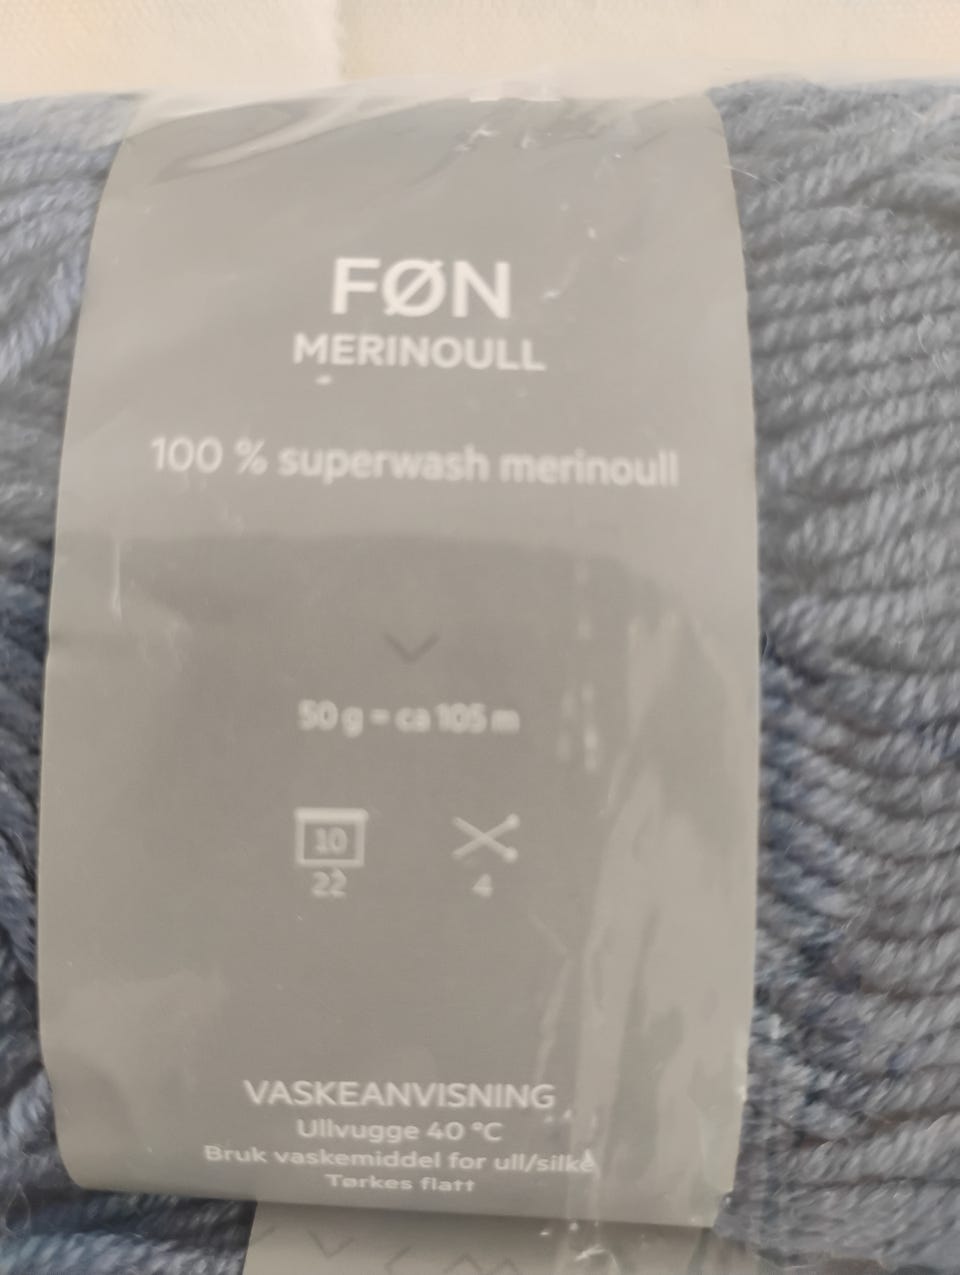 FØN
MERINOULL
100 % superwash merinoull
50 g = ca 105 m
10
22
4
VASKEANVISNING
Ullvugge 40 °C
Bruk vaskemiddel for ull/silke
Tørkes flatt